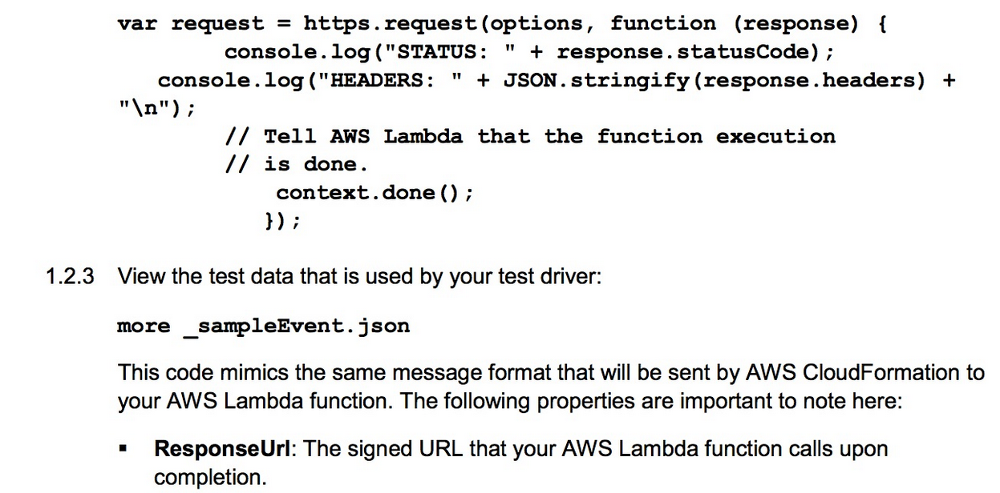 var request = https.request(options, function (response) {
console.log("STATUS: " + response.statusCode);
console.log("HEADERS: " + JSON.stringify(response.headers) +
"\n");
// Tell AWS Lambda that the function execution
// is done.
context.done();
});
1.2.3 View the test data that is used by your test driver:
more _sampleEvent.json
This code mimics the same message format that will be sent by AWS CloudFormation to
your AWS Lambda function. The following properties are important to note here:
▪ ResponseUrl: The signed URL that your AWS Lambda function calls upon
completion.